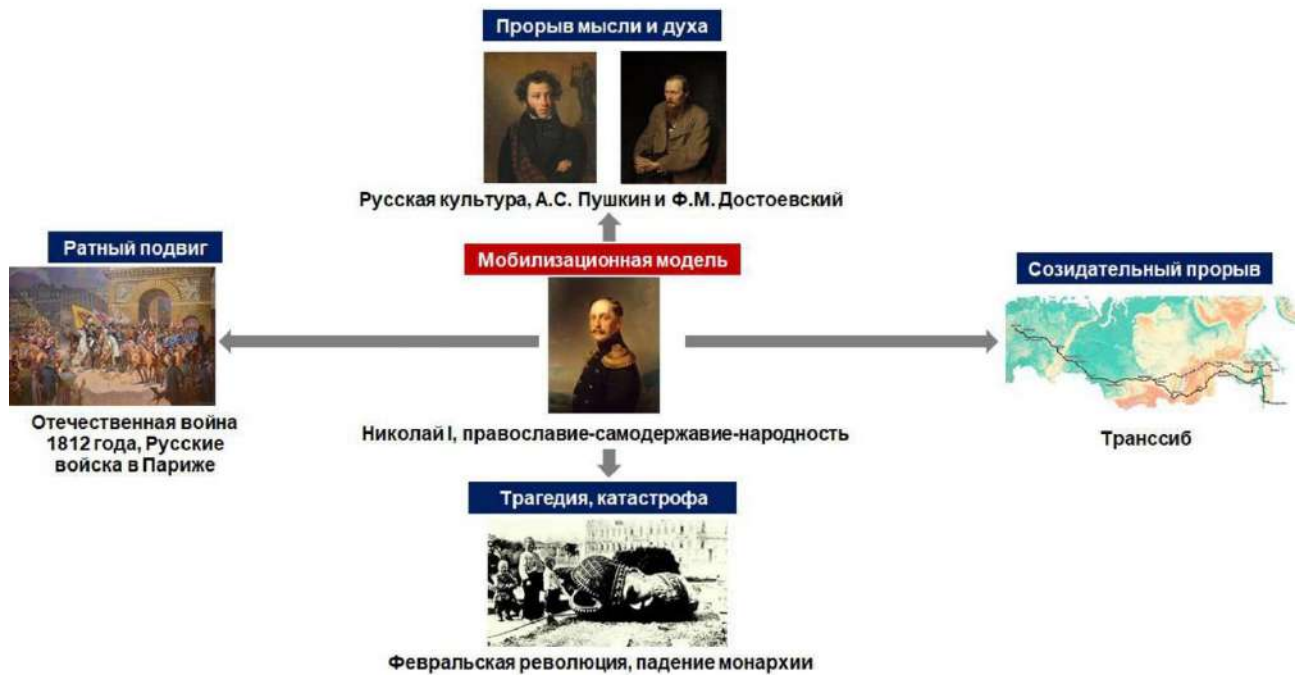 Прорыв мысли и духа
Русская культура, А.С. Пушкин и Ф.М. Достоевский
Ратный подвиг
Мобилизационная модель
Созидательный прорыв
Отечественная война
1812 года, Русские
войска в Париже
Николай I, православие-самодержавие-народность
Транссиб
Трагедия, катастрофа
Февральская революция, падение монархии